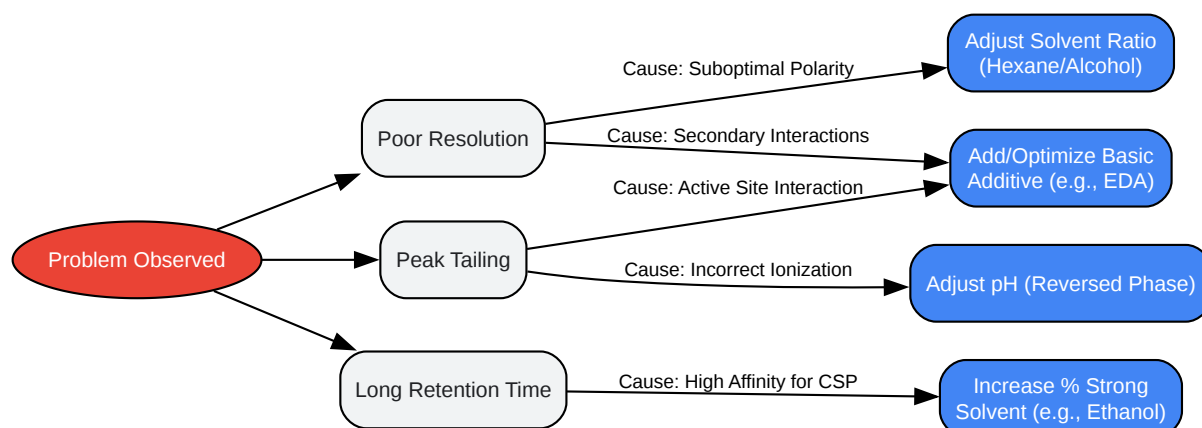 Problem Observed
Poor Resolution
Peak Tailing
Long Retention Time
Cause: Suboptimal Polarity
Cause: Secondary Interactions
Cause: Active Site Interaction
Cause: Incorrect Ionization
Cause: High Affinity for CSP
Adjust Solvent Ratio
(Hexane/Alcohol)
Add/Optimize Basic
Additive (e.g., EDA)
Adjust pH (Reversed Phase)
Increase % Strong
Solvent (e.g., Ethanol)